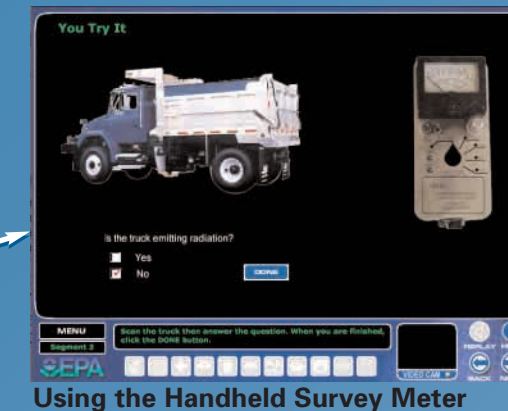 You Try It
Is the truck emitting radiation?
Yes
No
DONE
MENU
Segment 3
Scan the truck then answer the question. When you are finished,
click the DONE button.
EPA
VIDEO CAM
REPLAY
BACK
Using the Handheld Survey Meter